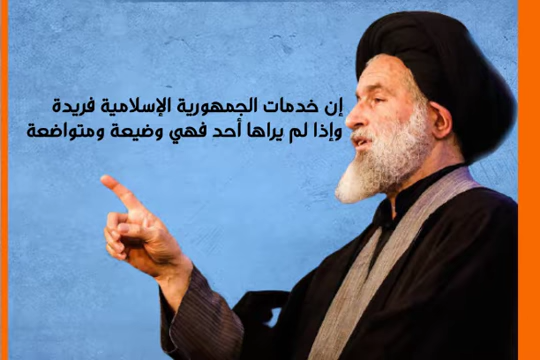 إن خدمات الجمهورية الإسلامية فريدة
وإذا لم يراها أحد فهي وضيعة ومتواضعة